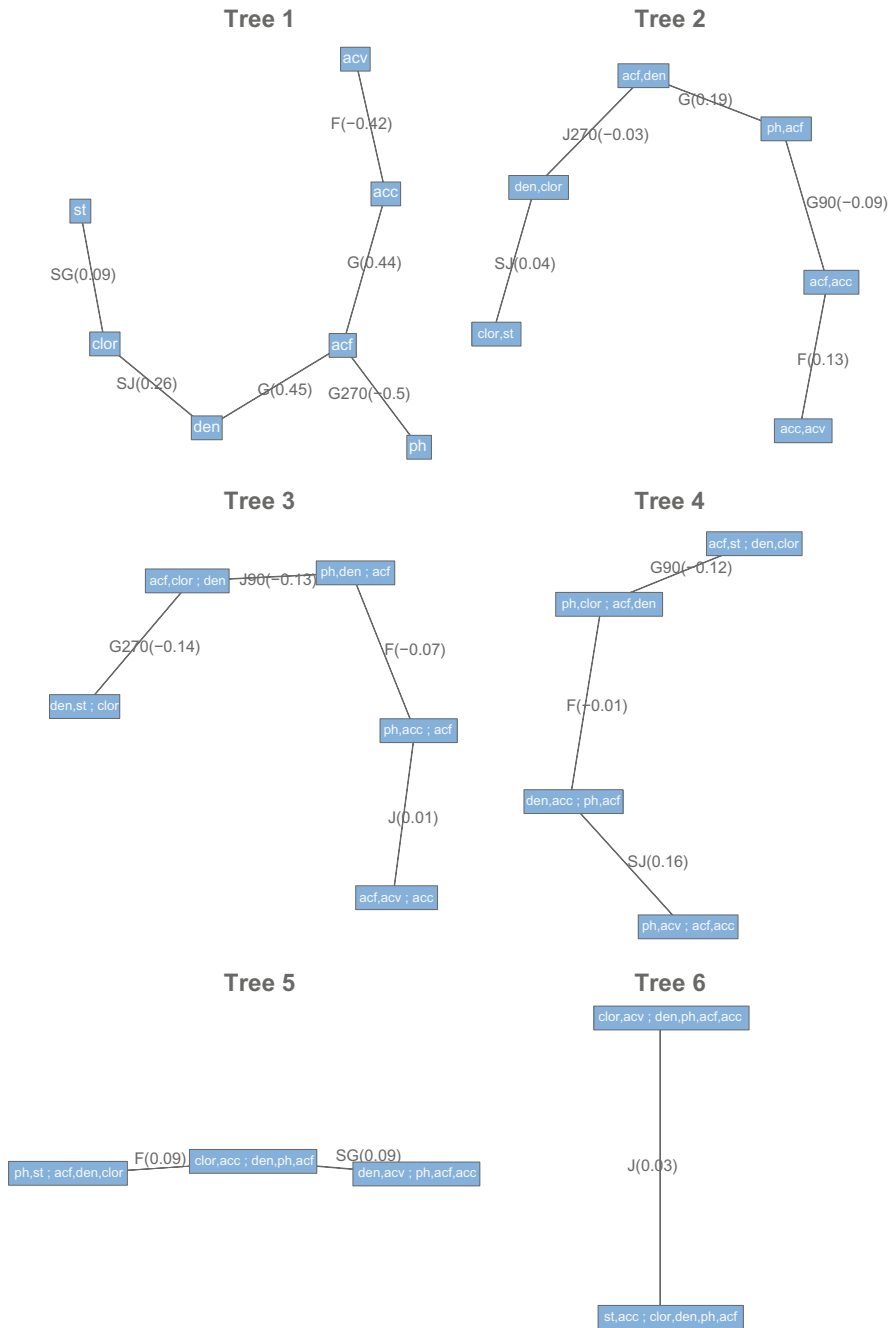 Tree 1
acv
F(−0.42)
acc
st
G(0.44)
SG(0.09)
clor
acf
SJ(0.26)
G(0.45)
G270(−0.5)
den
ph
Tree 2
acf,den
G(0.19)
ph,acf
J270(−0.03)
den,clor
G90(−0.09)
SJ(0.04)
acf,acc
clor,st
F(0.13)
acc,acv
Tree 3
ph,den ; acf
acf,clor ; den
J90(−0.13)
G270(−0.14)
F(−0.07)
den,st ; clor
ph,acc ; acf
J(0.01)
acf,acv ; acc
Tree 4
acf,st ; den,clor
G90(−0.12)
ph,clor ; acf,den
F(−0.01)
den,acc ; ph,acf
SJ(0.16)
ph,acv ; acf,acc
Tree 5
ph,st ; acf,den,clor
F(0.09)
clor,acc ; den,ph,acf
SG(0.09)
den,acv ; ph,acf,acc
Tree 6
clor,acv ; den,ph,acf,acc
J(0.03)
st,acc ; clor,den,ph,acf